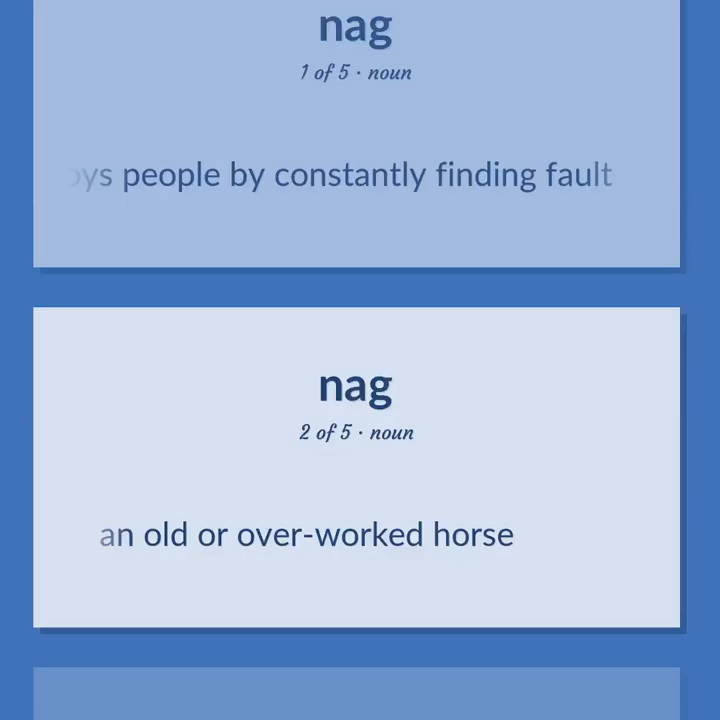 nag
1 of 5 · noun
people by constantly finding fault
nag
2 of 5 · noun
an old or over-worked horse